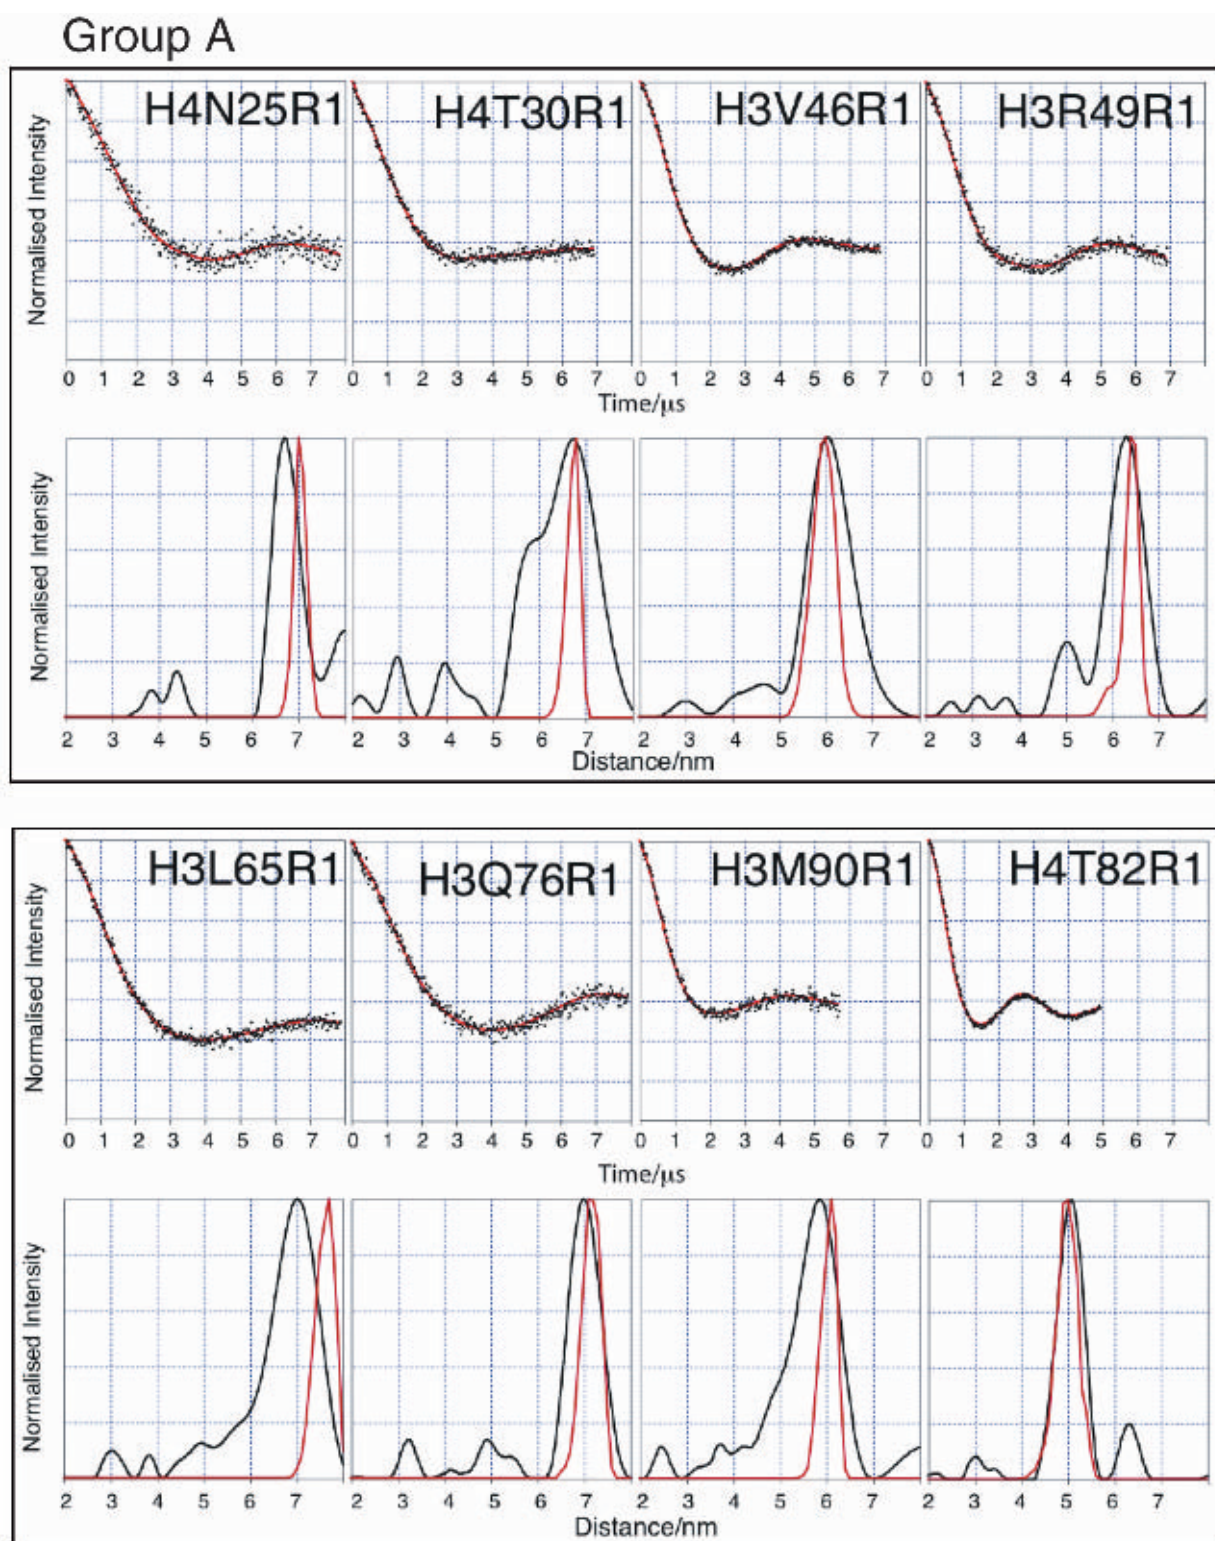 Group A
H4N25R1 H4T30R1 H3V46R1 H3R49R1
Normalised Intensity
0 1 2 3 4 5 6 7 0 1 2 3 4 5 6 7 0 1 2 3 4 5 6 7 0 1 2 3 4 5 6 7
Time/μs
Normalised Intensity
2 3 4 5 6 7 2 3 4 5 6 7 2 3 4 5 6 7 2 3 4 5 6 7
Distance/nm
H3L65R1 H3Q76R1 H3M90R1 H4T82R1
Normalised Intensity
0 1 2 3 4 5 6 7 0 1 2 3 4 5 6 7 0 1 2 3 4 5 6 7 0 1 2 3 4 5 6 7
Time/μs
Normalised Intensity
2 3 4 5 6 7 2 3 4 5 6 7 2 3 4 5 6 7 2 3 4 5 6 7
Distance/nm